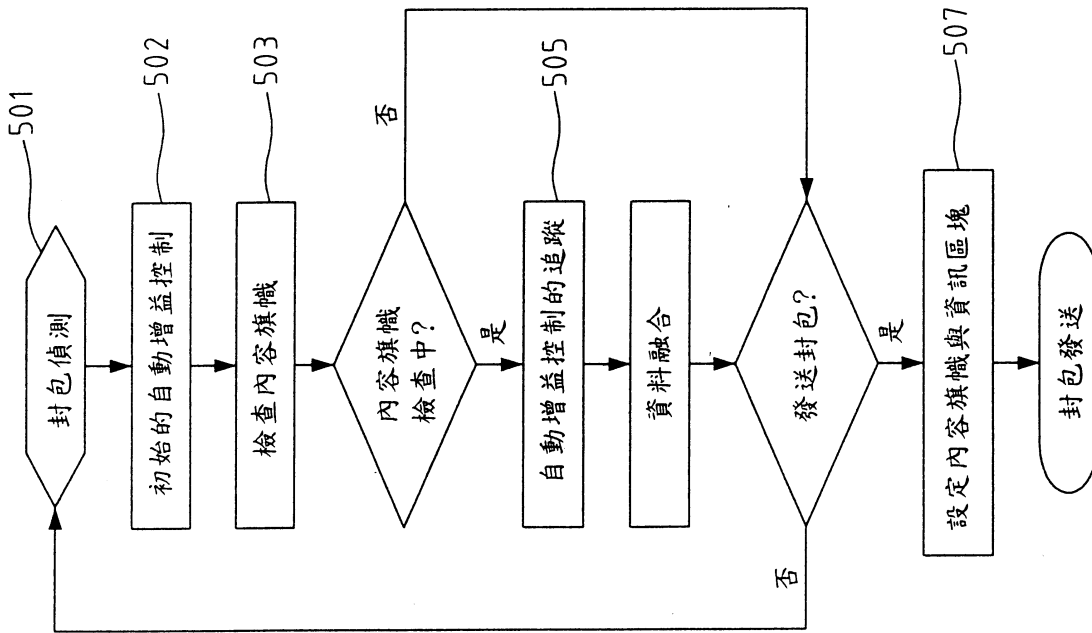 封包偵測
501
初始的自動增益控制
502
檢查內容旗幟
503
內容旗幟
檢查中?
否
是
自動增益控制的追蹤
505
資料融合
發送封包?
否
是
設定內容旗幟與資訊區塊
507
封包發送